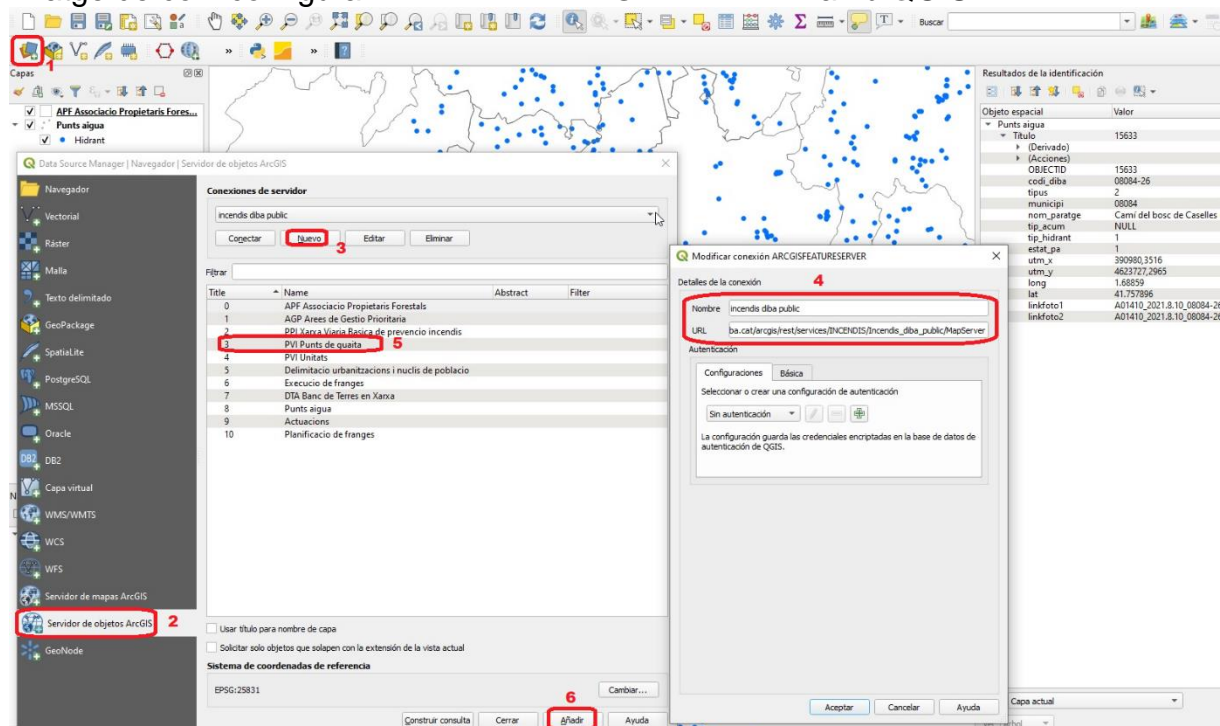 Buscar
1
Capas
APF Associacio Propietaris Fores...
Punts aigua
Hidrant
Data Source Manager | Navegador | Servidor de objetos ArcGIS
Navegador
Vectorial
Ráster
Malla
Texto delimitado
GeoPackage
SpatiaLite
PostgreSQL
MSSQL
Oracle
DB2
Capa virtual
WMS/WMTS
WCS
WFS
Servidor de mapas ArcGIS
Servidor de objetos ArcGIS 2
GeoNode
Conexiones de servidor
incendis diba public
Conectar Nuevo Editar Eliminar
3
Filtrar
Title Name Abstract Filter
0 APF Associacio Propietaris Forestals
1 AGP Arees de Gestio Prioritaria
2 PPI Xarxa Viaria Basica de prevencio incendis
3 PVI Punts de guaita 5
4 PVI Unitats
5 Delimitacio urbanitzacions i nuclis de poblacio
6 Execucio de franges
7 DTA Banc de Terres en Xarxa
8 Punts aigua
9 Actuacions
10 Planificacio de franges
Usar título para nombre de capa
Solicitar solo objetos que solapen con la extensión de la vista actual
Sistema de coordenadas de referencia
EPSG:25831
Cambiar...
6
Construir consulta Cerrar Añadir Ayuda
Modificar conexión ARCGISFEATURESERVER
Detalles de la conexión 4
Nombre incendis diba public
URL ba.cat/arcgis/rest/services/INCENDIS/Incendis_diba_public/MapServer
Autenticación
Configuraciones Básica
Seleccionar o crear una configuración de autenticación
Sin autenticación
La configuración guarda las credenciales encriptadas en la base de datos de
autenticación de QGIS.
Aceptar Cancelar Ayuda
Resultados de la identificación
Objeto espacial Valor
Punts aigua
Título 15633
(Derivado)
(Acciones)
OBJECTID 15633
codi_diba 08084-26
tipus 2
municipi 08084
nom_paratge Camí del bosc de Caselles
tip_acum NULL
tip_hidrant 1
estat_pa 1
utm_x 390980,3516
utm_y 4623727,2965
long 1.68859
lat 41.757896
linkfoto1 A01410_2021.8.10_08084-26
linkfoto2 A01410_2021.8.10_08084-26
Capa actual